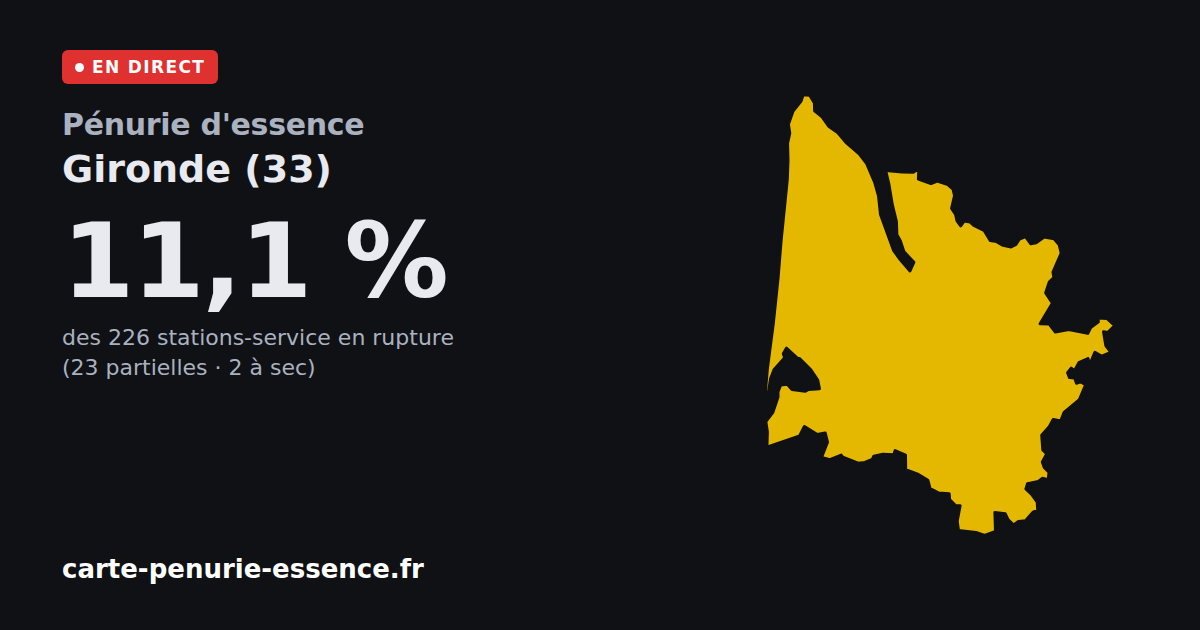 EN DIRECT
Pénurie d'essence
Gironde (33)
11,1 %
des 226 stations-service en rupture
(23 partielles · 2 à sec)
carte-penurie-essence.fr